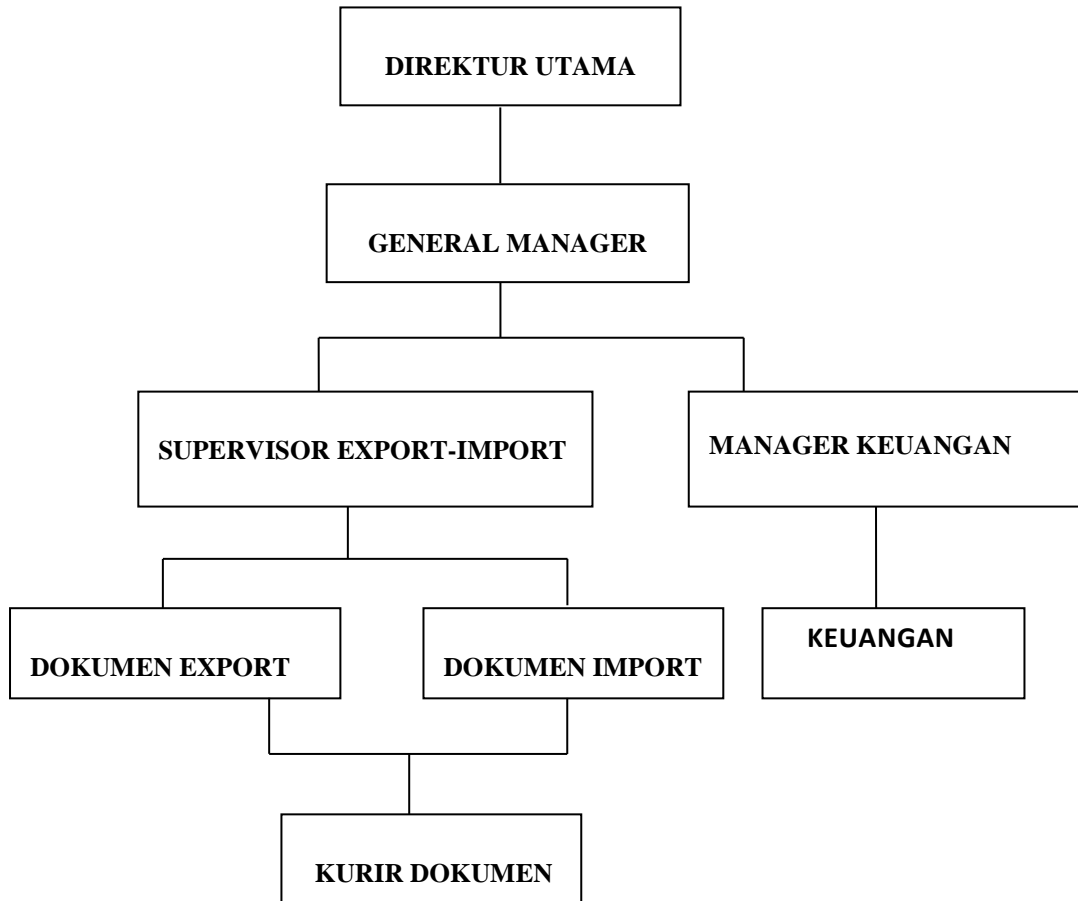 DIREKTUR UTAMA
GENERAL MANAGER
SUPERVISOR EXPORT-IMPORT
MANAGER KEUANGAN
DOKUMEN EXPORT
DOKUMEN IMPORT
KEUANGAN
KURIR DOKUMEN